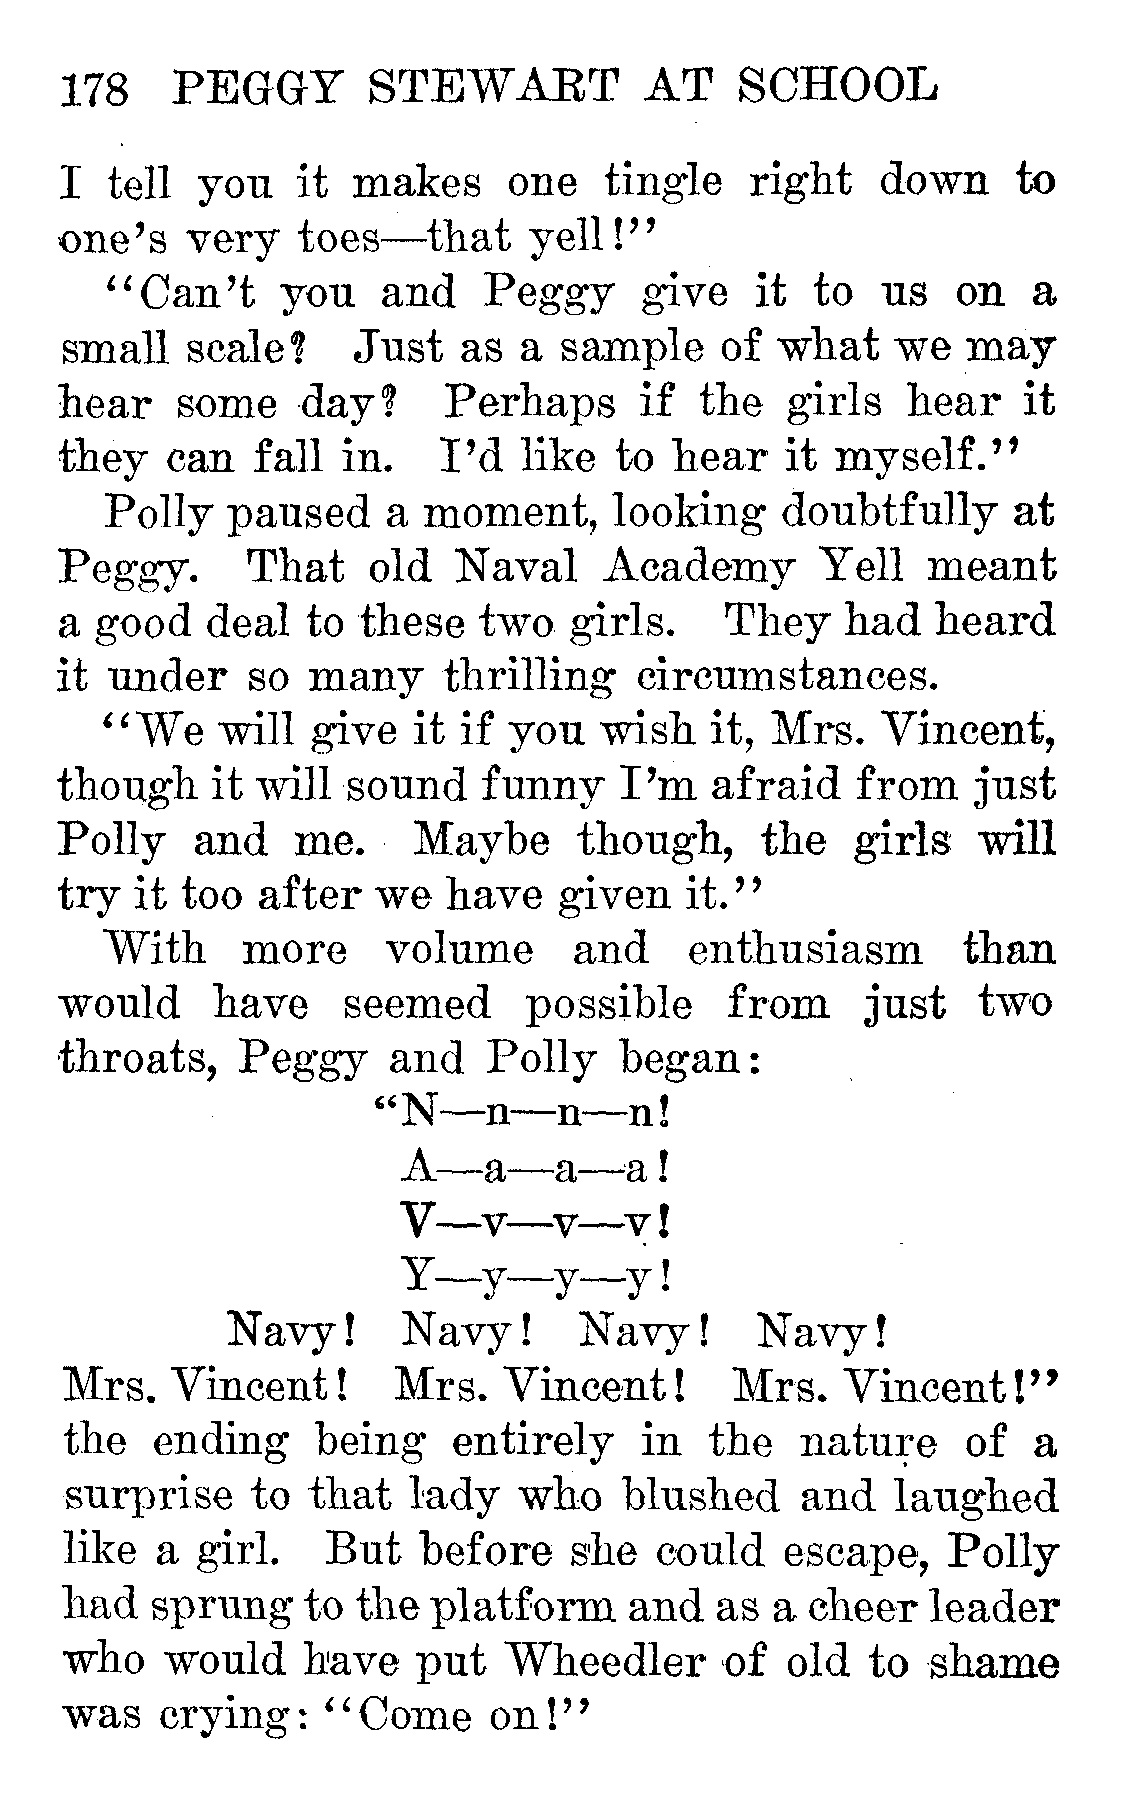 178 PEGGY STEWART AT SCHOOL
I tell you it makes one tingle right down to
one's very toes—that yell!"
"Can't you and Peggy give it to us on a
small scale? Just as a sample of what we may
hear some day? Perhaps if the girls hear it
they can fall in. I'd like to hear it myself."
Polly paused a moment, looking doubtfully at
Peggy. That old Naval Academy Yell meant
a good deal to these two girls. They had heard
it under so many thrilling circumstances.
"We will give it if you wish it, Mrs. Vincent,
though it will sound funny I'm afraid from just
Polly and me. Maybe though, the girls will
try it too after we have given it."
With more volume and enthusiasm than
would have seemed possible from just two
throats, Peggy and Polly began:
"N—n—n—n!
A—a—a—a!
V—v—v—v!
Y—y—y—y!
Navy! Navy! Navy! Navy!
Mrs. Vincent! Mrs. Vincent! Mrs. Vincent!"
the ending being entirely in the nature of a
surprise to that lady who blushed and laughed
like a girl. But before she could escape, Polly
had sprung to the platform and as a cheer leader
who would have put Wheedler of old to shame
was crying: "Come on!"